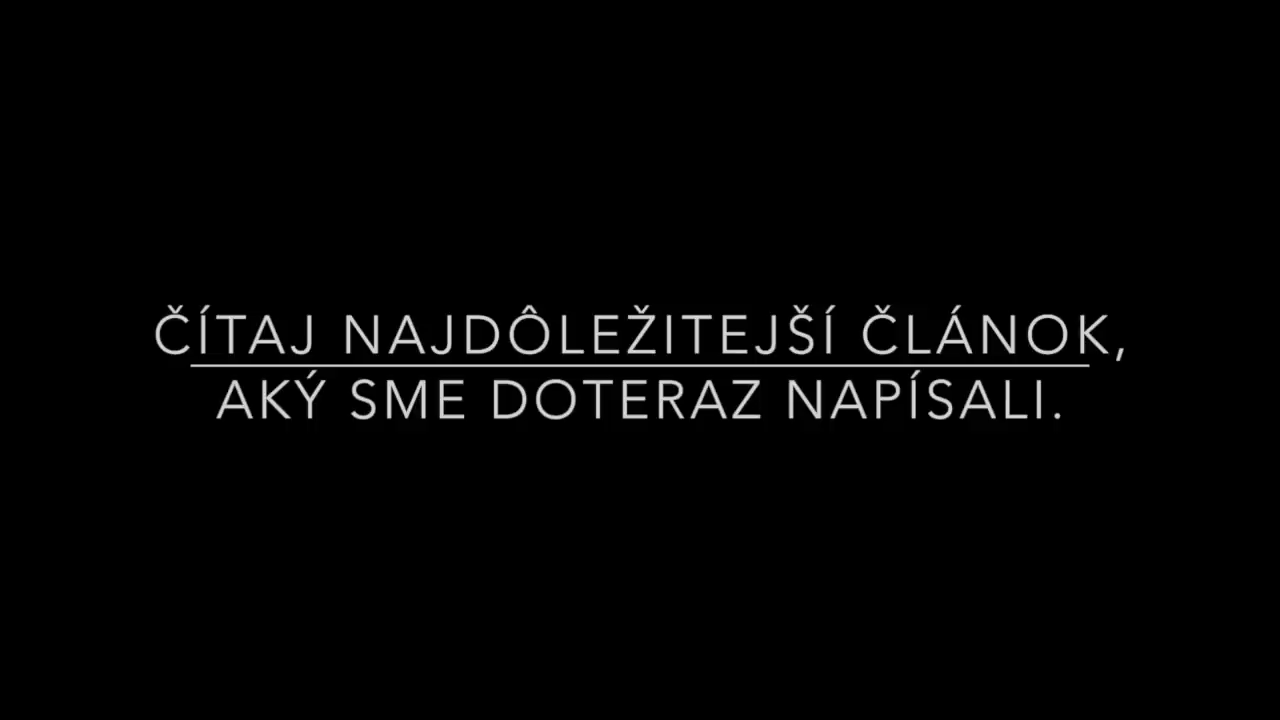 ČÍTAJ NAJDÔLEŽITEJŠÍ ČLÁNOK,
AKÝ SME DOTERAZ NAPÍSALI.